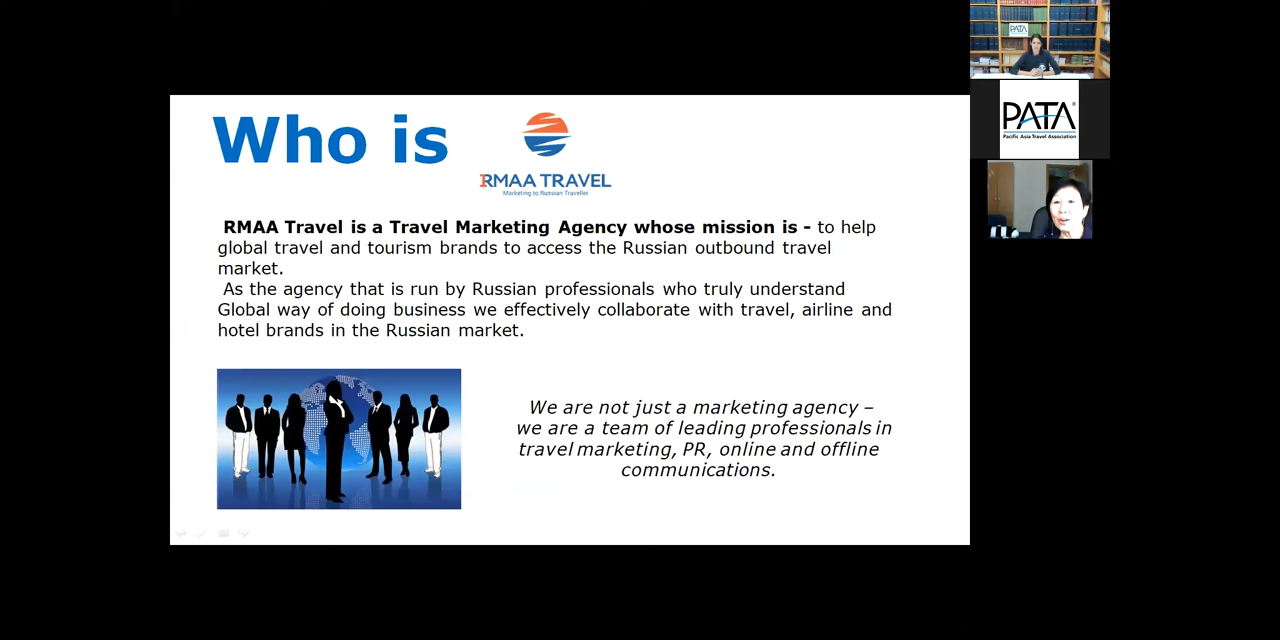 Who is
RMAA TRAVEL
Marketing to Russian Traveller
RMAA Travel is a Travel Marketing Agency whose mission is - to help
global travel and tourism brands to access the Russian outbound travel
market.
As the agency that is run by Russian professionals who truly understand
Global way of doing business we effectively collaborate with travel, airline and
hotel brands in the Russian market.
We are not just a marketing agency –
we are a team of leading professionals in
travel marketing, PR, online and offline
communications.
PATA
PATA®
Pacific Asia Travel Association